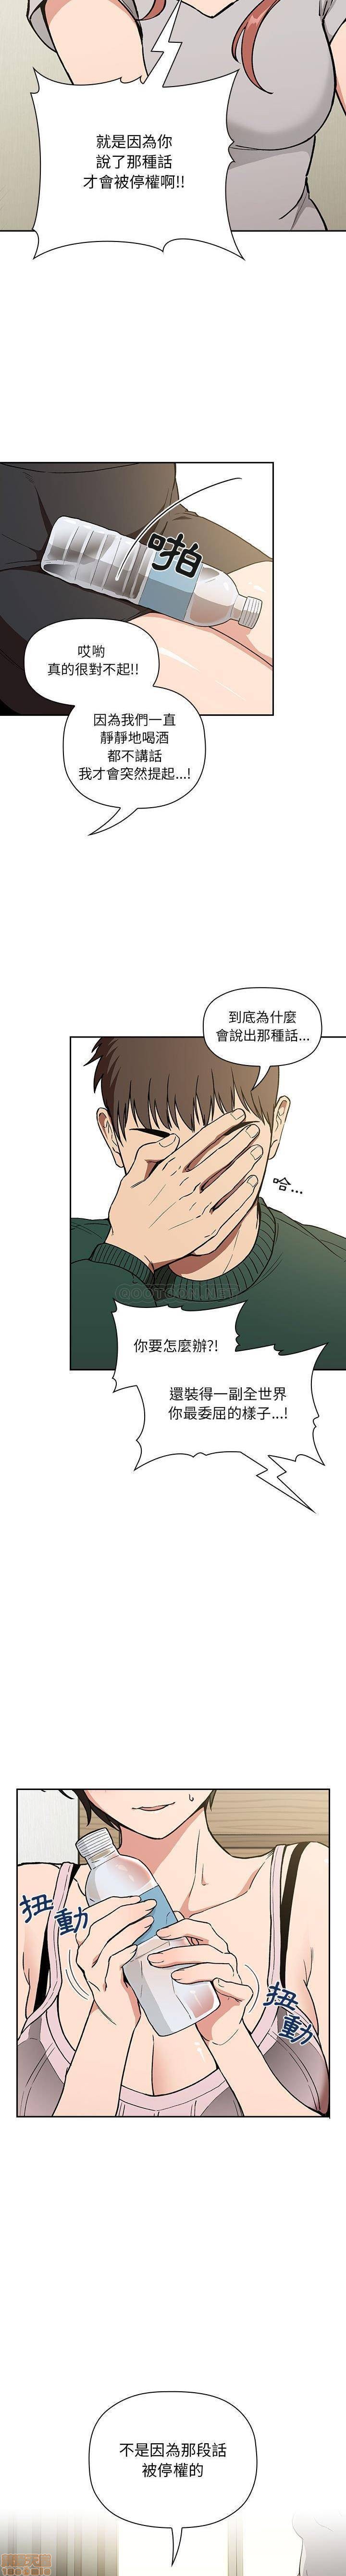 就是因為你
說了那種話
才會被停權啊!!
啪
哎喲
真的很對不起!!
因為我們一直
靜靜地喝酒
都不講話
我才會突然提起...!
到底為什麼
會說出那種話...
哈...
你要怎麼辦?!
還裝得一副全世界
你最委屈的樣子...!
扭動
扭動
不是因為那段話
被停權的